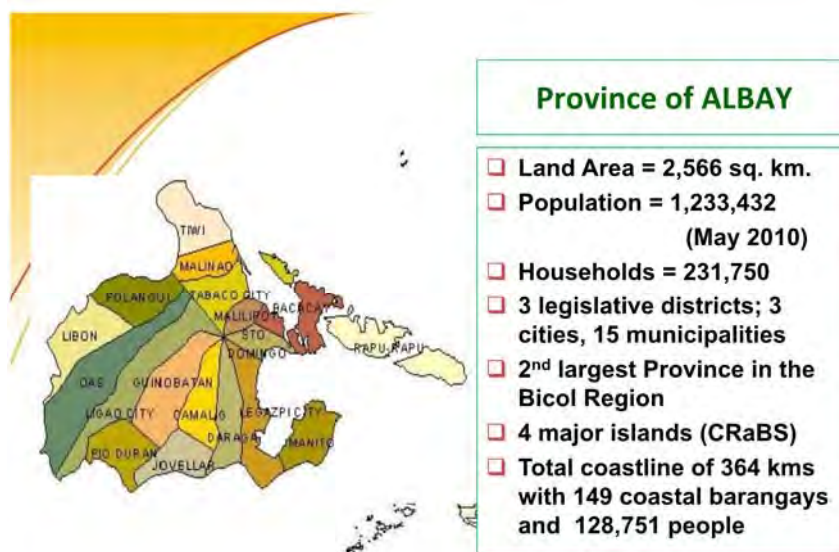 Province of ALBAY
Land Area = 2,566 sq. km.
Population = 1,233,432
(May 2010)
Households = 231,750
3 legislative districts; 3
cities, 15 municipalities
2nd largest Province in the
Bicol Region
4 major islands (CRaBS)
Total coastline of 364 kms
with 149 coastal barangays
and 128,751 people
TIWI
MALINAO
POLANGUI
TABACO CITY
MALILIPOT
BACACAY
LIBON
STO
DOMINGO
RAPU-RAPU
OAS
GUINOBATAN
LIGAO CITY
CAMALIG
LEGAZPI CITY
DARAGA
MANITO
PIO DURAN
JOVELLAR